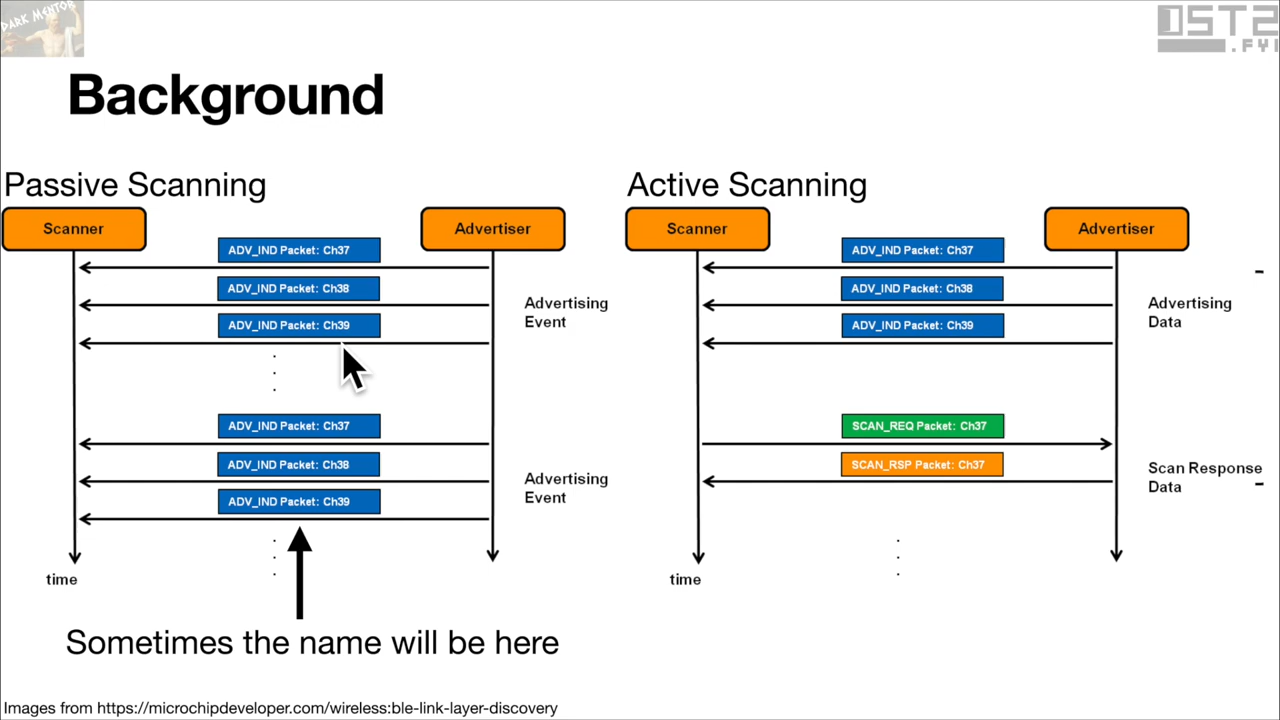 DARK MENTOR
OST2
.FYI
Background
Passive Scanning
Scanner
Advertiser
ADV_IND Packet: Ch37
ADV_IND Packet: Ch38
ADV_IND Packet: Ch39
Advertising
Event
ADV_IND Packet: Ch37
ADV_IND Packet: Ch38
ADV_IND Packet: Ch39
Advertising
Event
time
Sometimes the name will be here
Active Scanning
Scanner
Advertiser
ADV_IND Packet: Ch37
ADV_IND Packet: Ch38
ADV_IND Packet: Ch39
Advertising
Data
SCAN_REQ Packet: Ch37
SCAN_RSP Packet: Ch37
Scan Response
Data
time
Images from https://microchipdeveloper.com/wireless:ble-link-layer-discovery